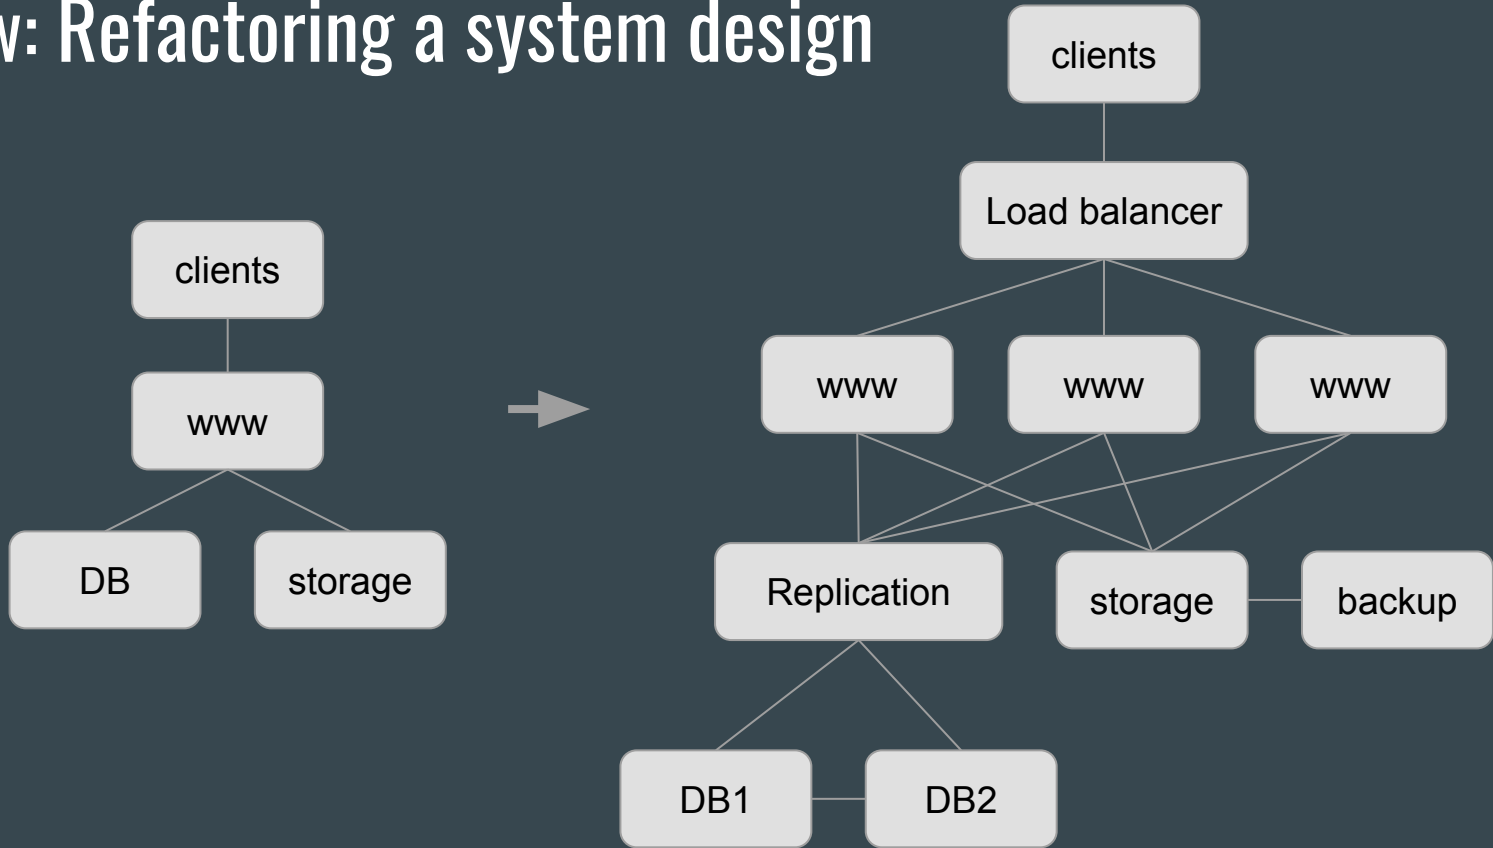 w: Refactoring a system design
clients
www
DB
storage
clients
Load balancer
www
www
www
Replication
storage
backup
DB1
DB2